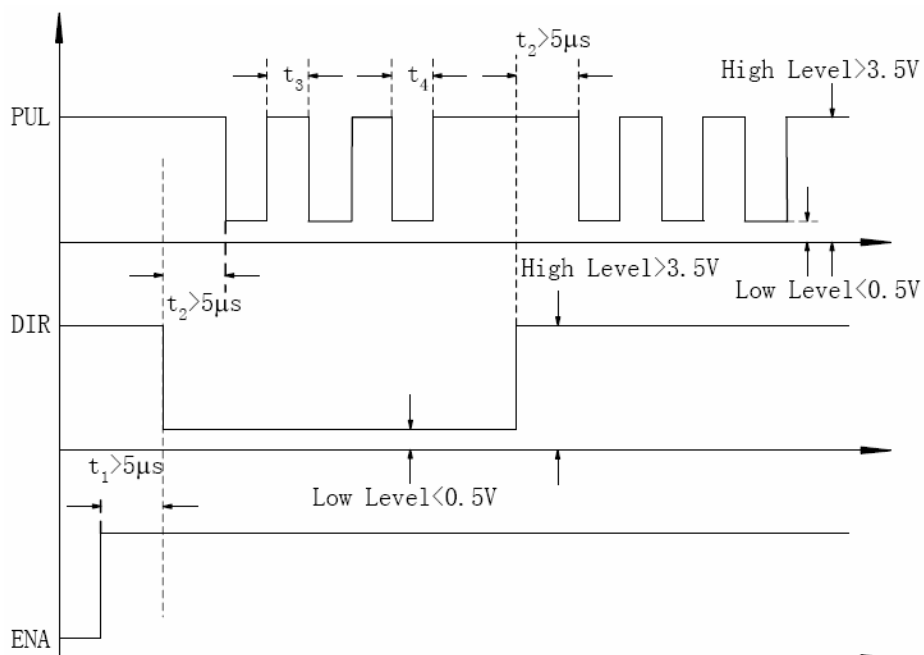 t₂>5μs
t₃
t₄
High Level>3.5V
PUL
High Level>3.5V
t₂>5μs
Low Level<0.5V
DIR
t₁>5μs
Low Level<0.5V
ENA